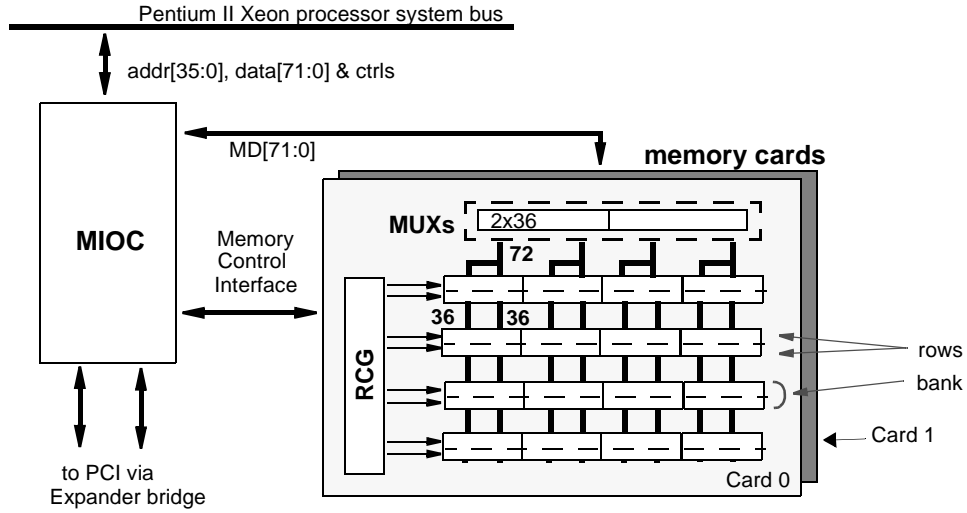 Pentium II Xeon processor system bus
addr[35:0], data[71:0] & ctrls
MD[71:0]
memory cards
MIOC
MUXs
2x36
Memory
Control
Interface
72
36
36
RCG
rows
bank
Card 1
Card 0
to PCI via
Expander bridge